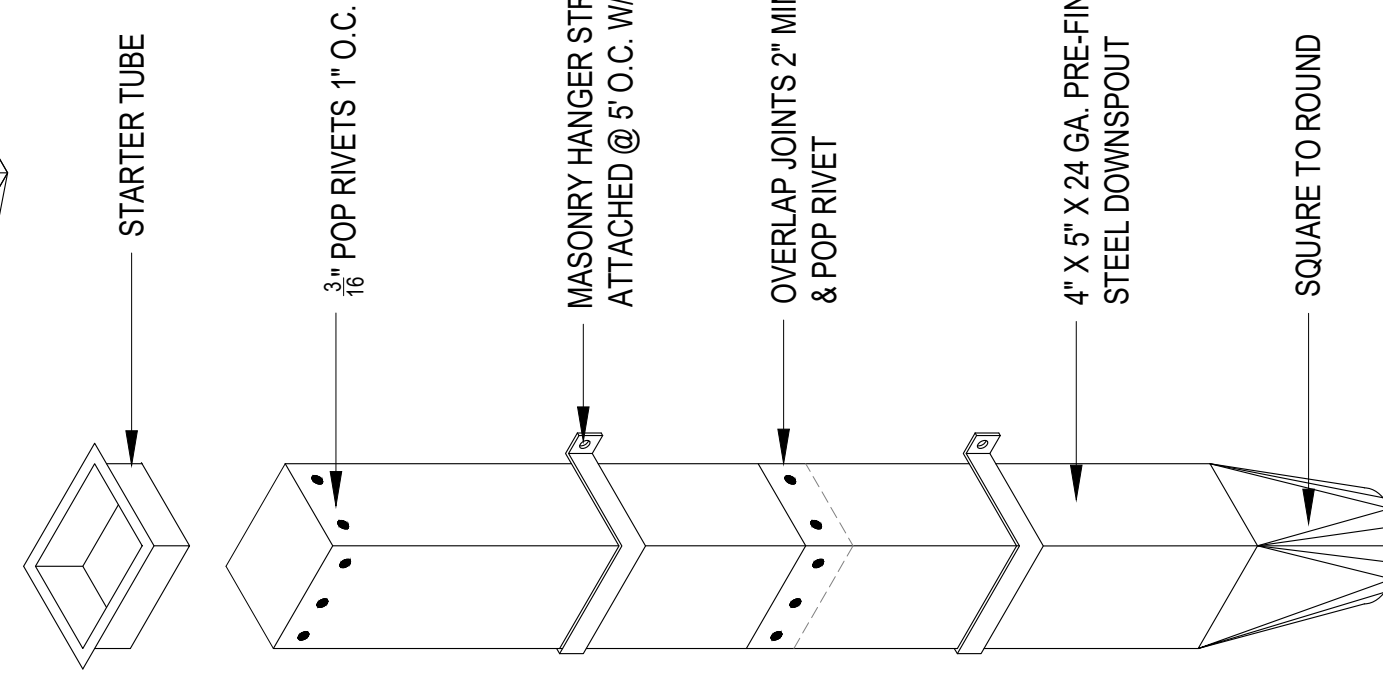 STARTER TUBE
3/16" POP RIVETS 1" O.C.
MASONRY HANGER
ATTACHED @ 5' O.C.
OVERLAP JOINTS 2"
& POP RIVET
4" X 5" X 24 GA.
STEEL DOWNSPOUT
SQUARE TO ROUND